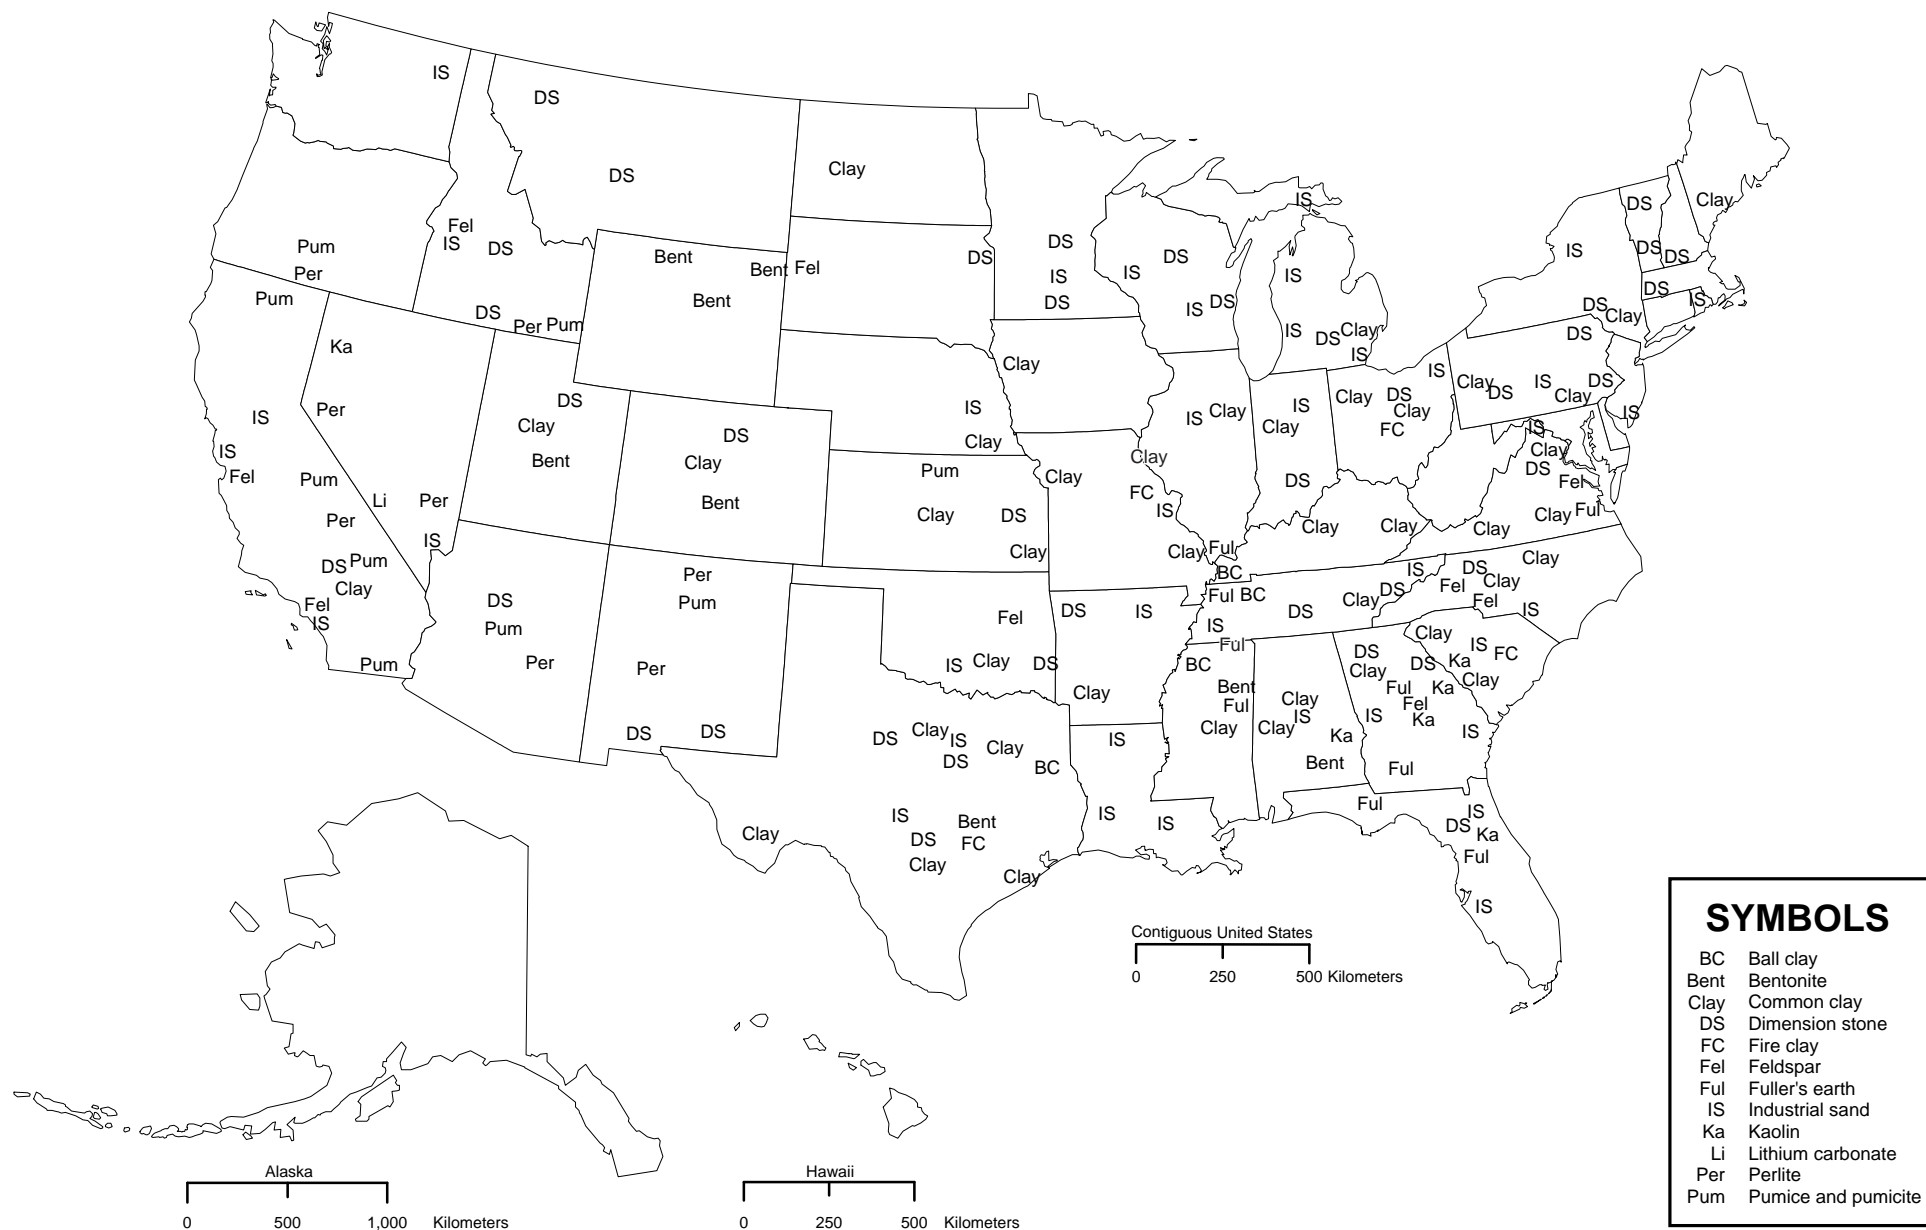 IS
DS
DS
Clay
IS
Clay
DS
Fel
IS
DS
Pum
Per
Bent
Bent
Fel
Bent
DS
DS
IS
DS
DS
IS
IS
DS
IS
IS
DS
Clay
IS
IS
DS
DS
DS
DS
IS
DS
Clay
Pum
DS
Per
Pum
Ka
Per
IS
IS
Fel
Pum
Per
Li
Per
IS
DS
Pum
Clay
Fel
IS
Pum
DS
Clay
Bent
DS
Clay
Bent
Clay
IS
Clay
Pum
Clay
DS
Clay
Clay
Clay
FC
IS
Clay
IS
Clay
IS
Clay
DS
Clay
DS
Clay
FC
IS
DS
Clay
DS
IS
Clay
DS
IS
IS
Clay
DS
Fel
Ful
Clay
Clay
Clay
Clay
Ful
BC
Ful
BC
IS
DS
Clay
DS
IS
Ful
DS
Clay
Fel
Clay
Fel
IS
DS
Pum
Per
Per
Pum
Per
DS
DS
Fel
IS
Clay
DS
DS
IS
Clay
BC
Bent
Ful
Clay
Clay
IS
Clay
Ka
Bent
DS
Clay
DS
Ful
Ka
Fel
Ka
IS
IS
Ful
Clay
IS
FC
Ka
Clay
DS
Clay
IS
DS
Clay
BC
IS
DS
Clay
Bent
FC
Clay
Clay
IS
IS
IS
Ful
IS
DS
Ka
Ful
IS
Contiguous United States
0 250 500 Kilometers
SYMBOLS
BC Ball clay
Bent Bentonite
Clay Common clay
DS Dimension stone
FC Fire clay
Fel Feldspar
Ful Fuller's earth
IS Industrial sand
Ka Kaolin
Li Lithium carbonate
Per Perlite
Pum Pumice and pumicite
Alaska
0 500 1,000 Kilometers
Hawaii
0 250 500 Kilometers